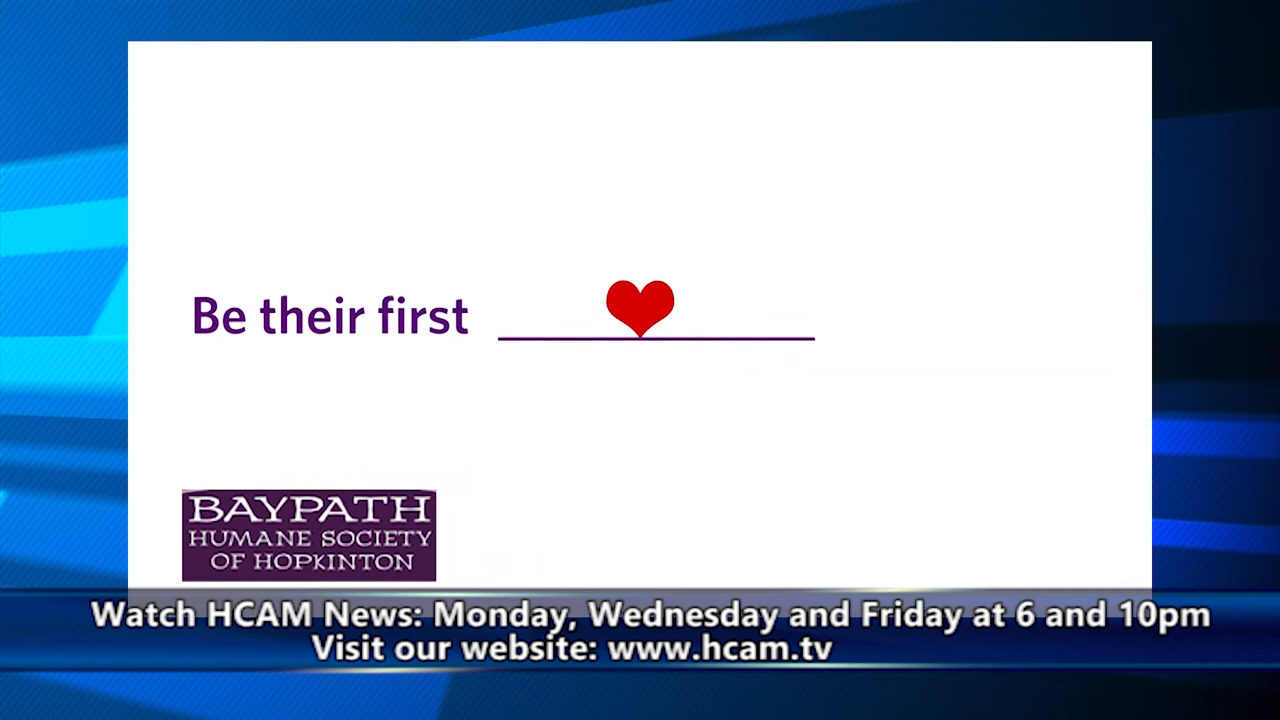 Be their first
BAYPATH
HUMANE SOCIETY
OF HOPKINTON
Watch HCAM News: Monday, Wednesday and Friday at 6 and 10pm
Visit our website: www.hcam.tv